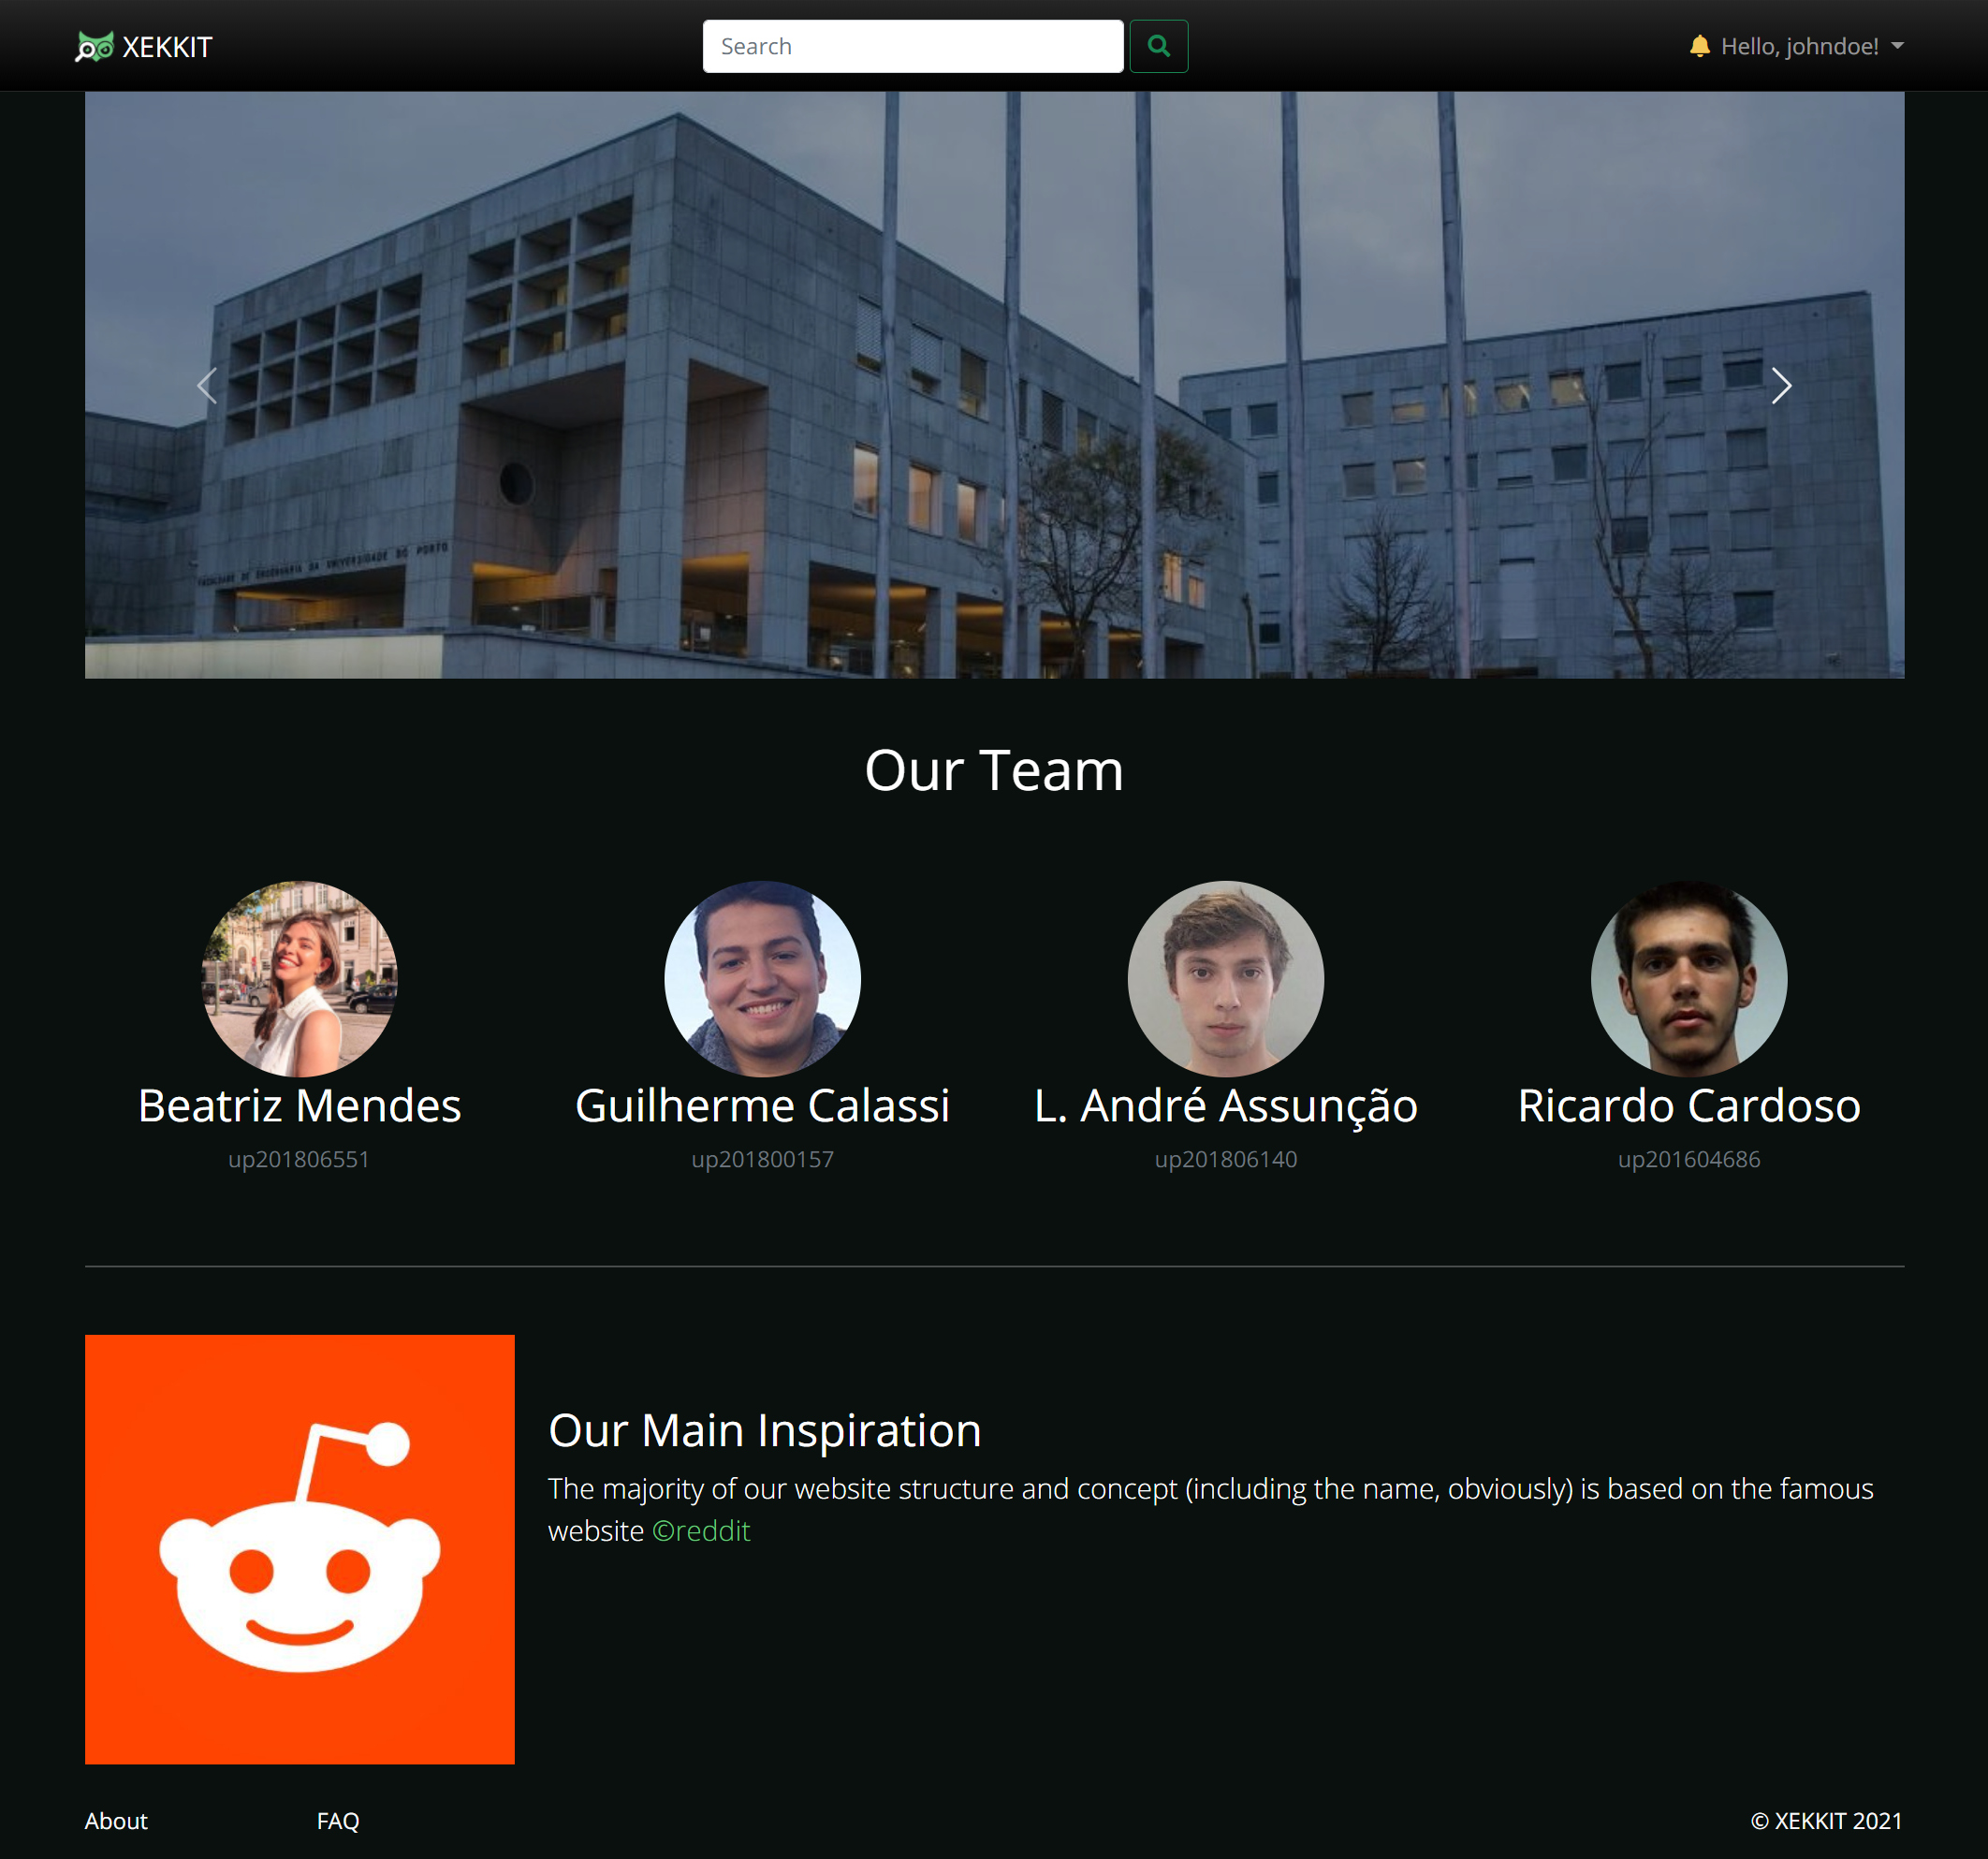 XEKKIT
Search
Hello, johndoe!
FACULDADE DE ENGENHARIA DA UNIVERSIDADE DO PORTO
Our Team
Beatriz Mendes
Guilherme Calassi
L. André Assunção
Ricardo Cardoso
up201806551
up201800157
up201806140
up201604686
Our Main Inspiration
The majority of our website structure and concept (including the name, obviously) is based on the famous
website ©reddit
About
FAQ
© XEKKIT 2021